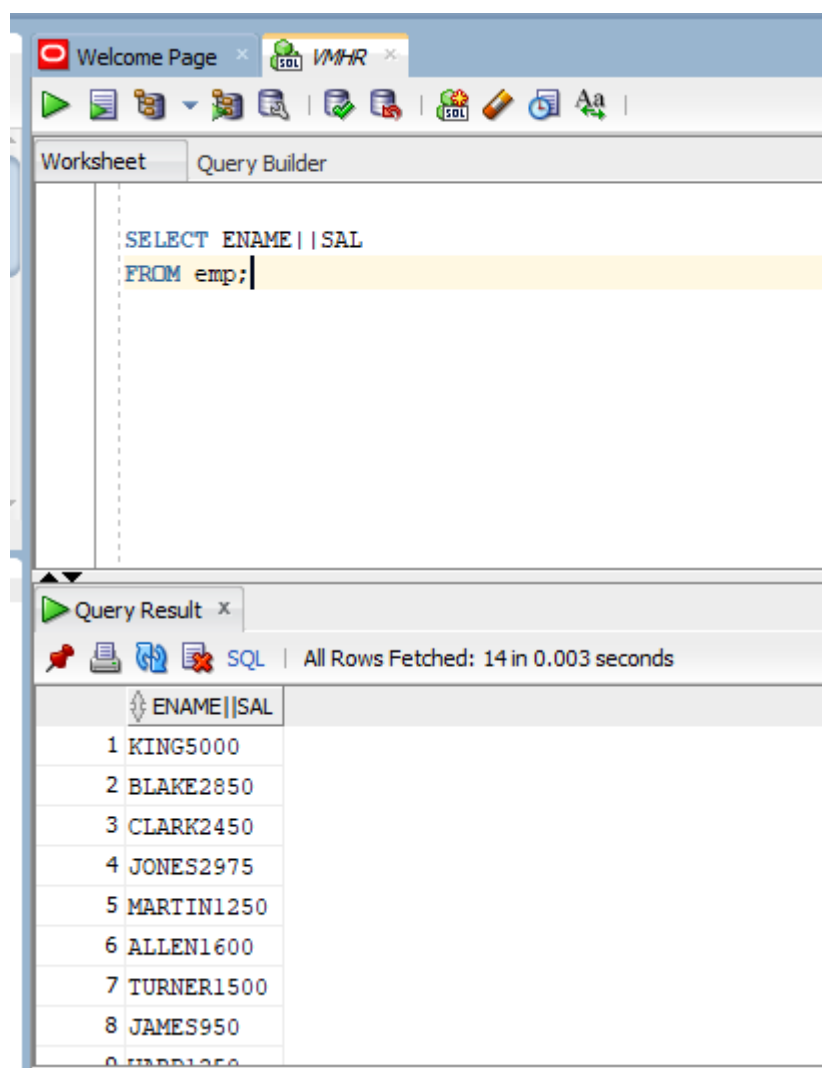 Welcome Page VMHR
Worksheet Query Builder
SELECT ENAME||SAL
FROM emp;
Query Result
SQL All Rows Fetched: 14 in 0.003 seconds
ENAME||SAL
1 KING5000
2 BLAKE2850
3 CLARK2450
4 JONES2975
5 MARTIN1250
6 ALLEN1600
7 TURNER1500
8 JAMES950